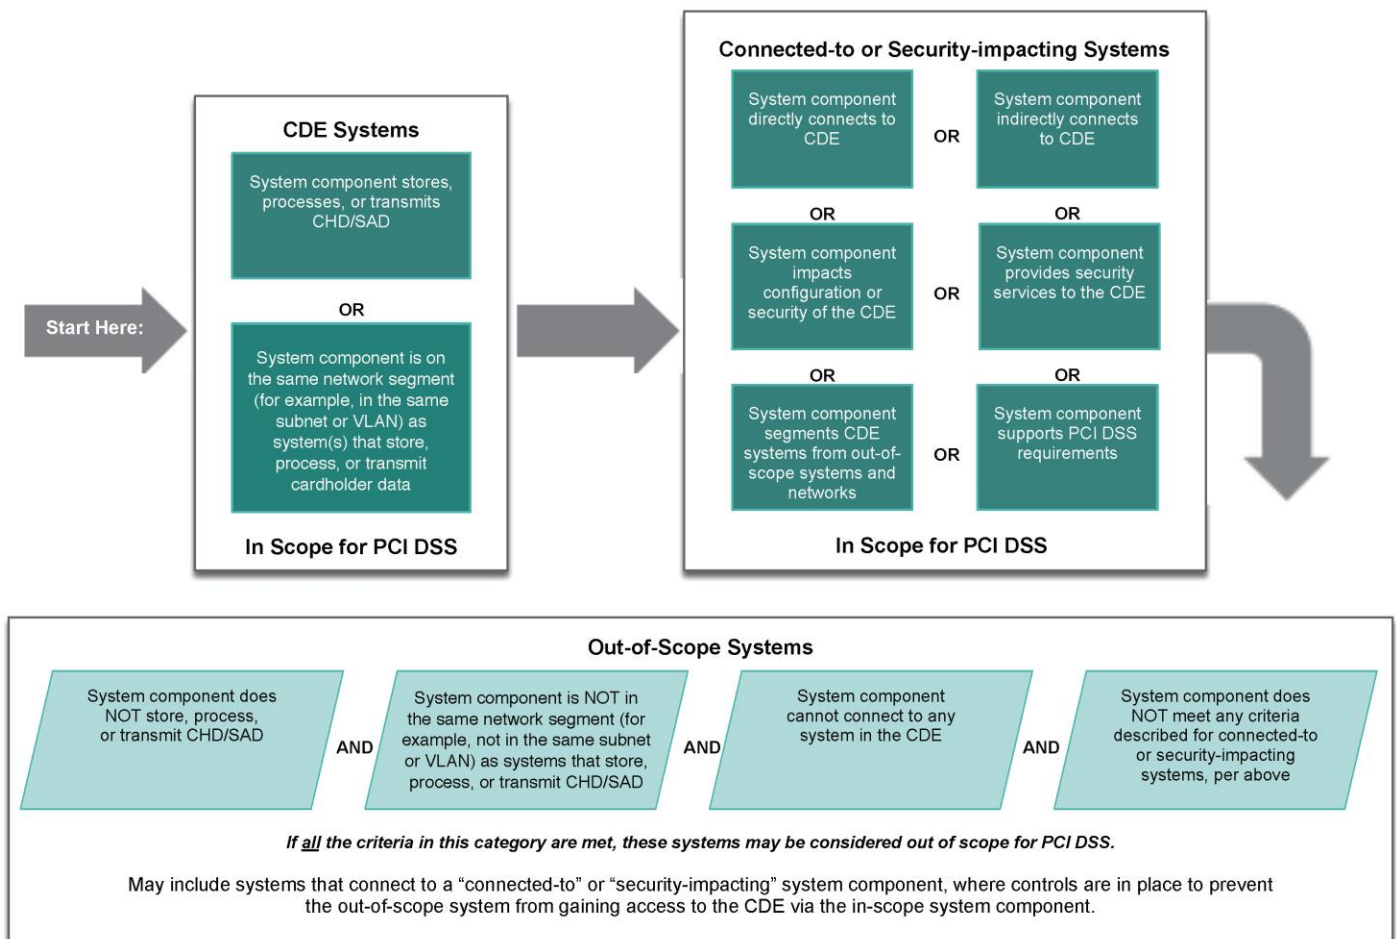 Start Here:
CDE Systems
System component stores,
processes, or transmits
CHD/SAD
OR
System component is on
the same network segment
(for example, in the same
subnet or VLAN) as
system(s) that store,
process, or transmit
cardholder data
In Scope for PCI DSS
Connected-to or Security-impacting Systems
System component
directly connects to
CDE
OR
System component
indirectly connects
to CDE
OR
OR
System component
impacts
configuration or
security of the CDE
OR
System component
provides security
services to the CDE
OR
OR
System component
segments CDE
systems from out-of-
scope systems and
networks
OR
System component
supports PCI DSS
requirements
In Scope for PCI DSS
Out-of-Scope Systems
System component does
NOT store, process,
or transmit CHD/SAD
AND
System component is NOT in
the same network segment (for
example, not in the same subnet
or VLAN) as systems that store,
process, or transmit CHD/SAD
AND
System component
cannot connect to any
system in the CDE
AND
System component does
NOT meet any criteria
described for connected-to
or security-impacting
systems, per above
If all the criteria in this category are met, these systems may be considered out of scope for PCI DSS.
May include systems that connect to a “connected-to” or “security-impacting” system component, where controls are in place to prevent
the out-of-scope system from gaining access to the CDE via the in-scope system component.